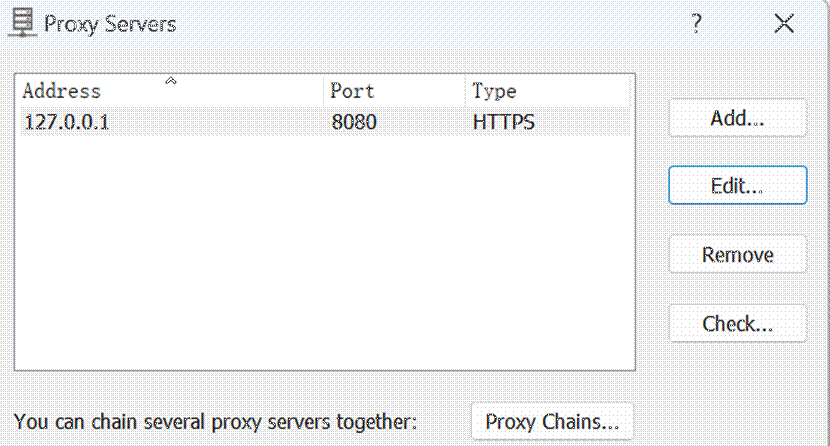 Proxy Servers ?
Address Port Type
127.0.0.1 8080 HTTPS
Add...
Edit...
Remove
Check...
You can chain several proxy servers together: Proxy Chains...